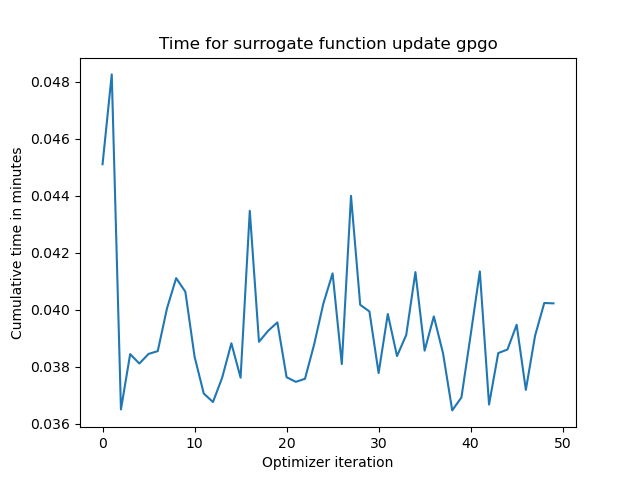 Time for surrogate function update gpgo
Cumulative time in minutes
0.048
0.046
0.044
0.042
0.040
0.038
0.036
0 10 20 30 40 50
Optimizer iteration